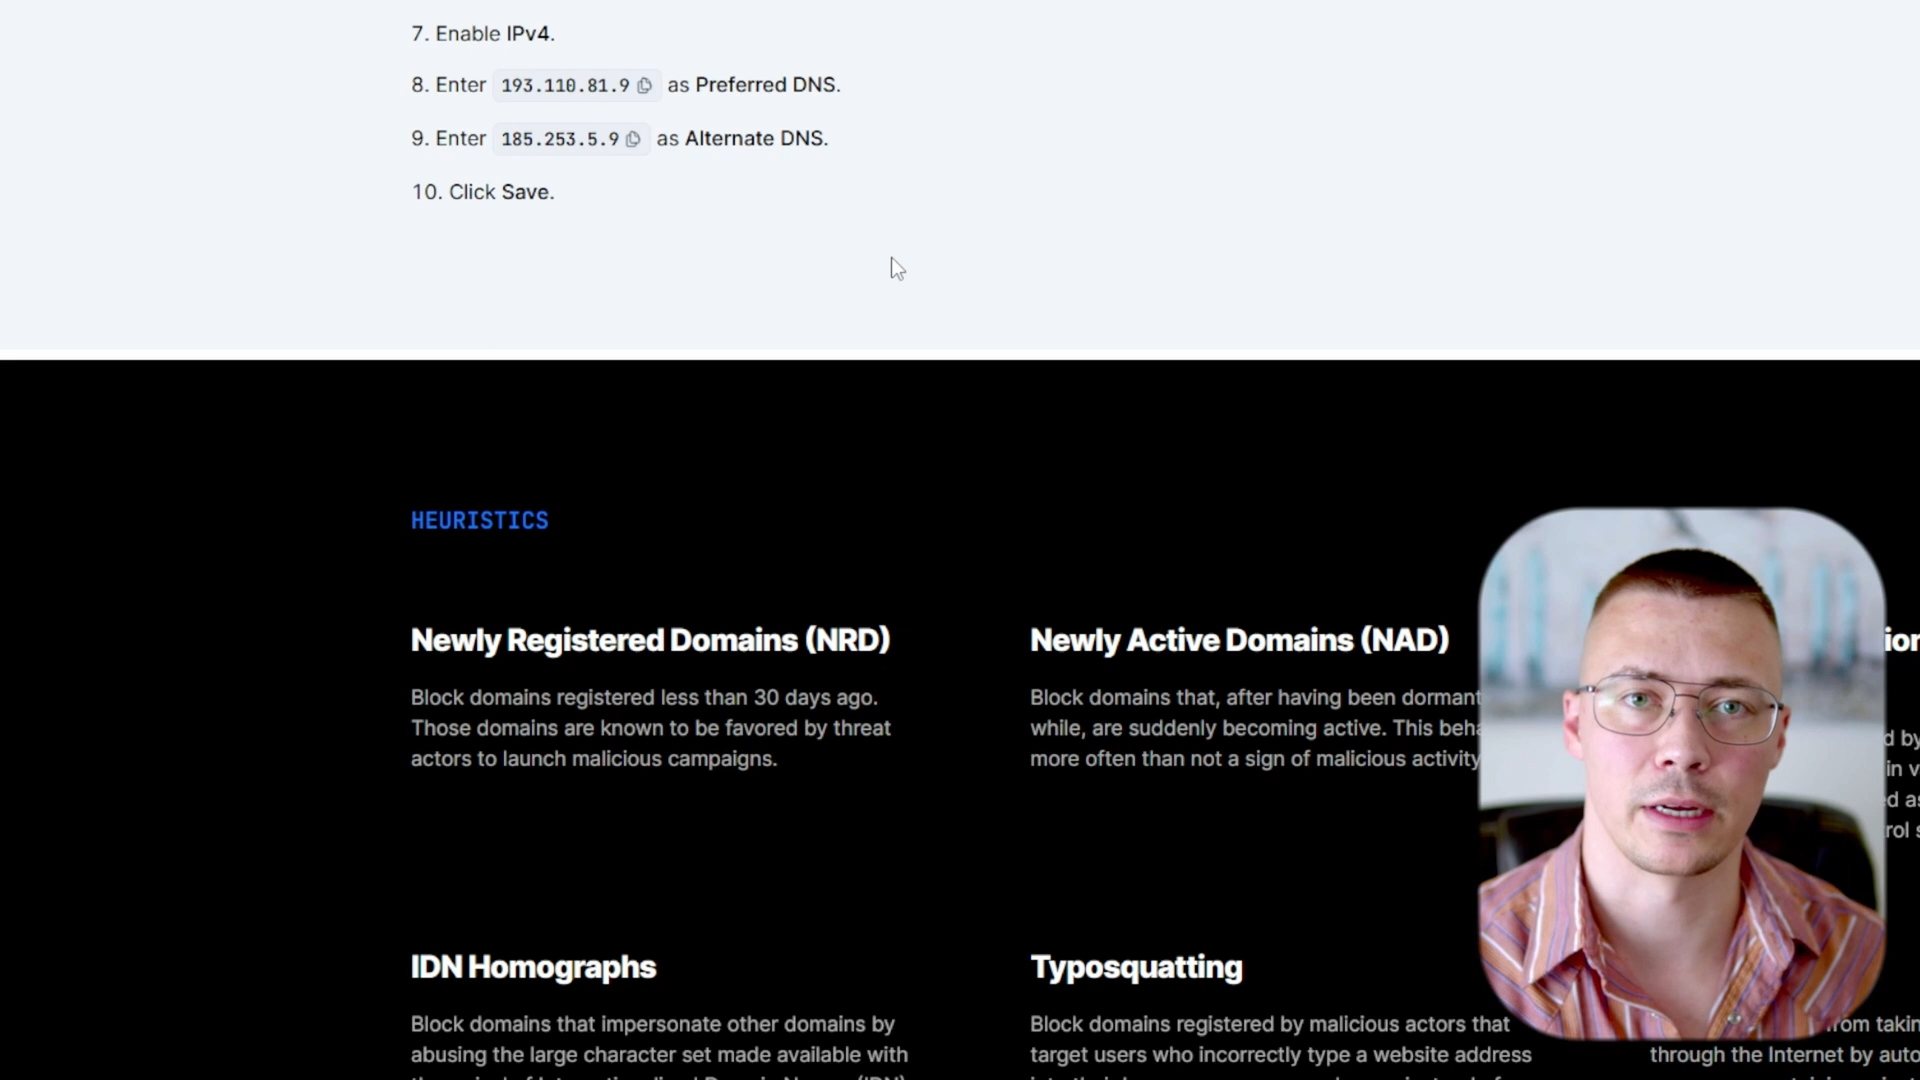 7. Enable IPv4.
8. Enter 193.110.81.9 as Preferred DNS.
9. Enter 185.253.5.9 as Alternate DNS.
10. Click Save.
HEURISTICS
Newly Registered Domains (NRD)
Block domains registered less than 30 days ago.
Those domains are known to be favored by threat
actors to launch malicious campaigns.
Newly Active Domains (NAD)
Block domains that, after having been dormant
while, are suddenly becoming active. This
more often than not a sign of malicious activity
IDN Homographs
Block domains that impersonate other domains by
abusing the large character set made available with
Typosquatting
Block domains registered by malicious actors that
target users who incorrectly type a website address
through the Internet by